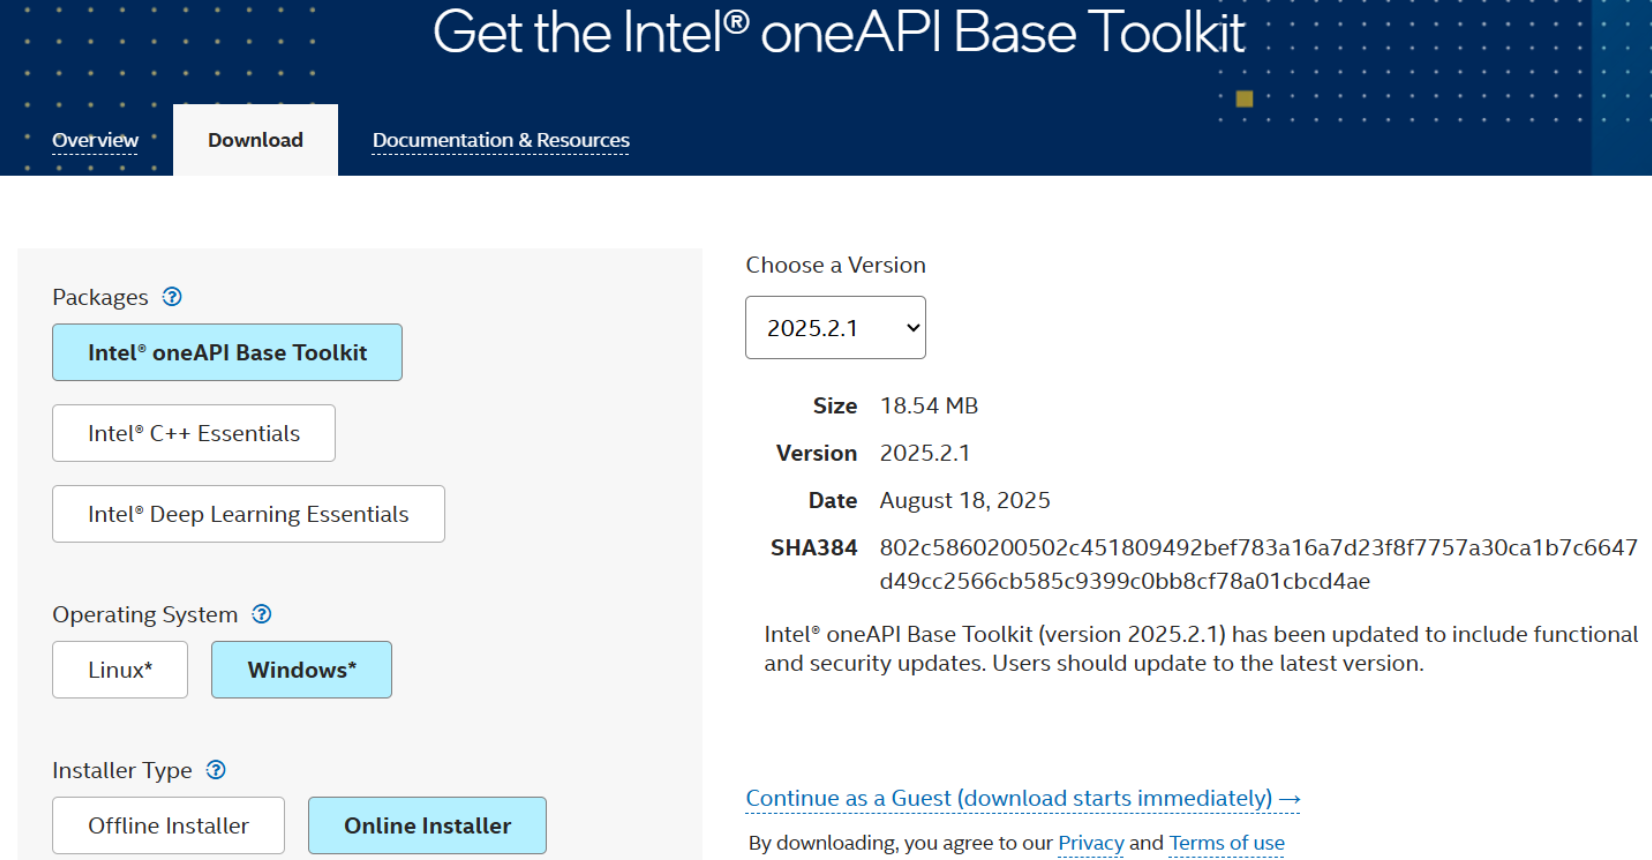 Get the Intel® oneAPI Base Toolkit
Overview
Download
Documentation & Resources
Packages ?
Intel® oneAPI Base Toolkit
Intel® C++ Essentials
Intel® Deep Learning Essentials
Operating System ?
Linux*
Windows*
Installer Type ?
Offline Installer
Online Installer
Choose a Version
2025.2.1
Size 18.54 MB
Version 2025.2.1
Date August 18, 2025
SHA384 802c5860200502c451809492bef783a16a7d23f8f7757a30ca1b7c6647
d49cc2566cb585c9399c0bb8cf78a01cbcd4ae
Intel® oneAPI Base Toolkit (version 2025.2.1) has been updated to include functional
and security updates. Users should update to the latest version.
Continue as a Guest (download starts immediately) →
By downloading, you agree to our Privacy and Terms of use